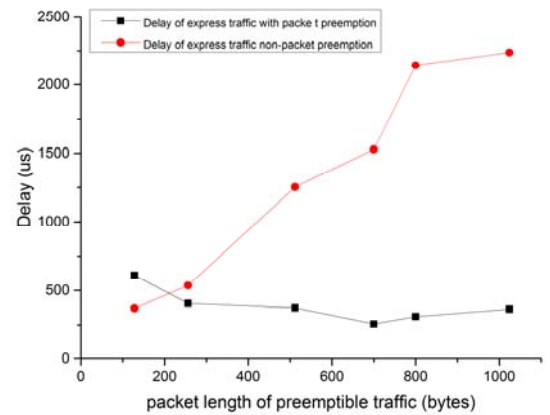 2500
2000
1500
1000
500
0
Delay (us)
Delay of express traffic with packe t preemption
Delay of express traffic non-packet preemption
0 200 400 600 800 1000
packet length of preemptible traffic (bytes)